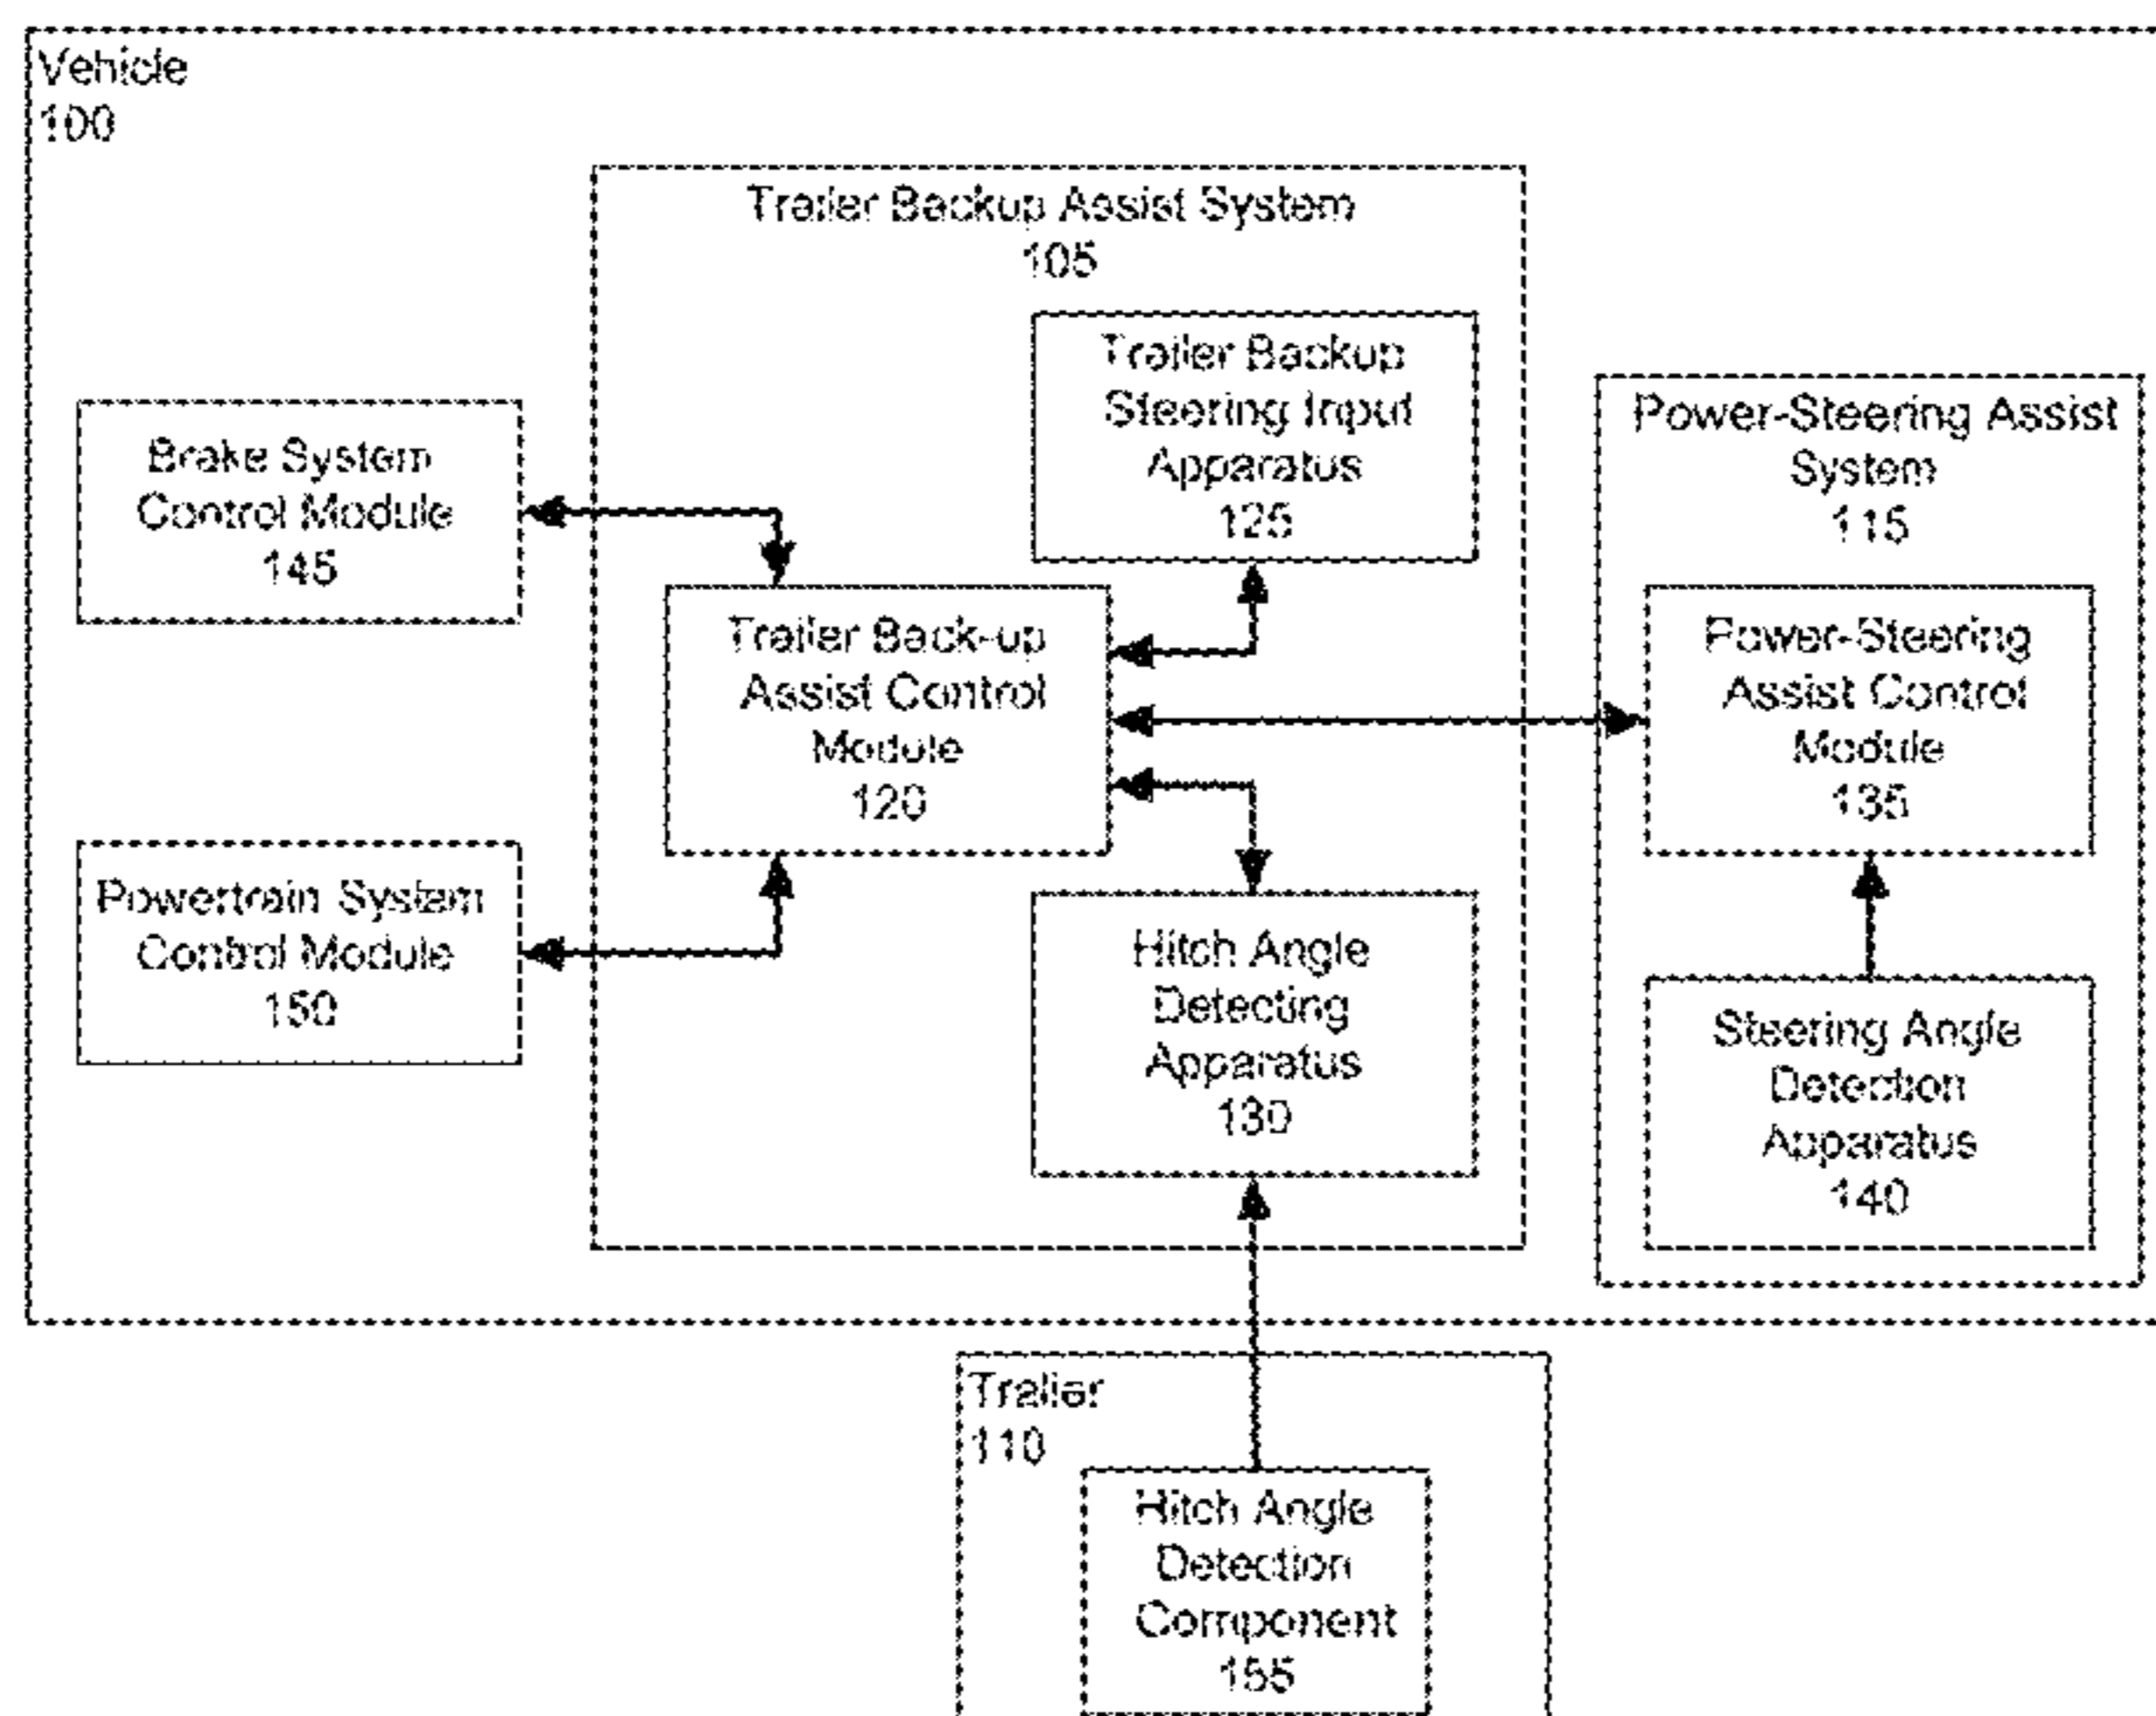 Vehicle
100
Trailer Backup Assist System
105
Trailer Backup
Steering Input
Apparatus
125
Power-Steering Assist
System
115
Brake System
Control Module
145
Trailer Back-up
Assist Control
Module
120
Power-Steering
Assist Control
Module
135
Powertrain System
Control Module
150
Hitch Angle
Detecting
Apparatus
130
Steering Angle
Detection
Apparatus
140
Trailer
110
Hitch Angle
Detection
Component
155